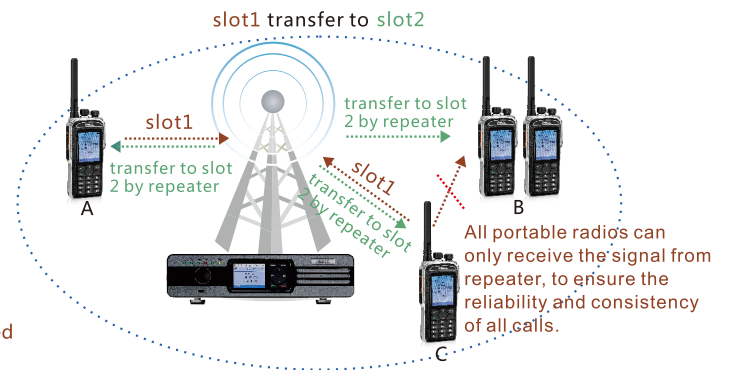 slot1 transfer to slot2
slot1
transfer to slot
2 by repeater
A
transfer to slot
2 by repeater
slot1
transfer to slot
2 by repeater
B
C
All portable radios can
only receive the signal from
repeater, to ensure the
reliability and consistency
of all calls.
ed